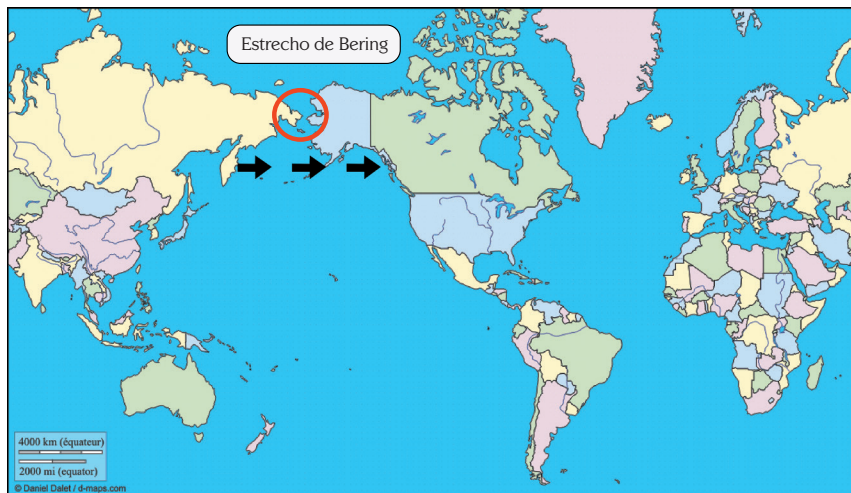 Estrecho de Bering
4000 km (équateur)
2000 mi (equator)
© Daniel Dalet / d-maps.com